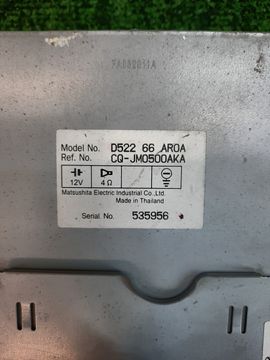 Model No. D522 66 AR0A
Ref. No. CQ-JM0500AKA
12V 4Ω
Matsushita Electric Industrial Co., Ltd.
Made in Thailand
Serial No. 535956